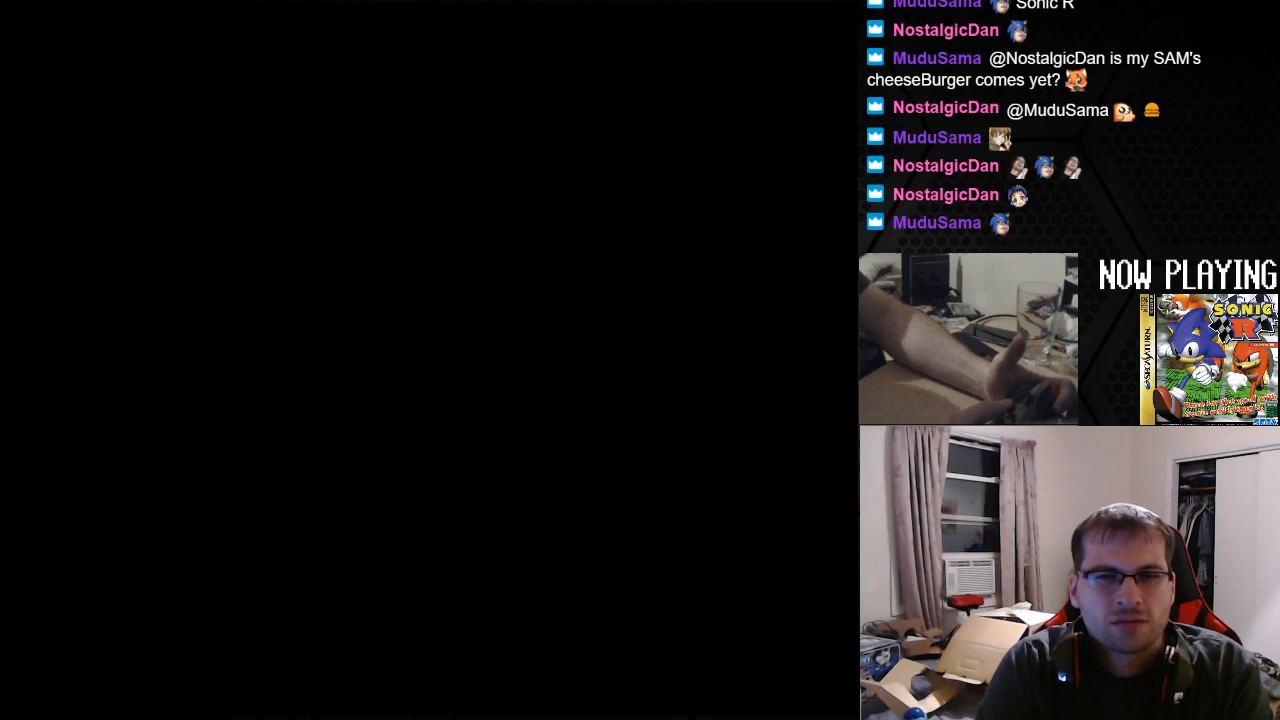 MuduSama Sonic R
NostalgicDan
MuduSama @NostalgicDan is my SAM's
cheeseBurger comes yet?
NostalgicDan @MuduSama
MuduSama
NostalgicDan
NostalgicDan
MuduSama
NOW PLAYING
SONIC
R
SEGA SATURN
SEGA